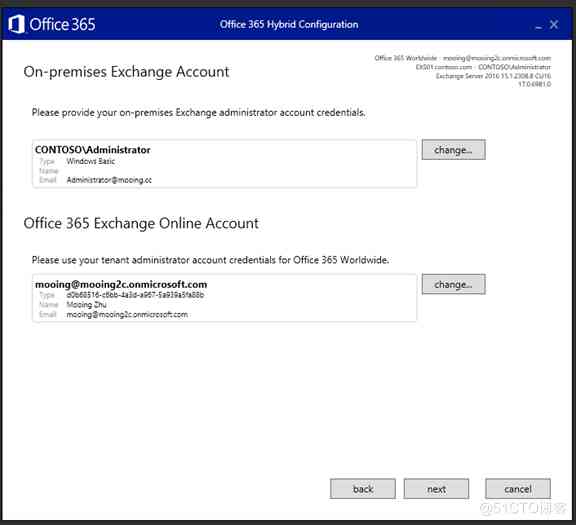 Office 365
Office 365 Hybrid Configuration
Office 365 Worldwide - mooing@mooing2c.onmicrosoft.com
EXS01.contoso.com - CONTOSO\Administrator
Exchange Server 2016 15.1.2308.8 CU16
17.0.6981.0
On-premises Exchange Account
Please provide your on-premises Exchange administrator account credentials.
CONTOSO\Administrator
Type Windows Basic
Name
Email Administrator@mooing.cc
change...
Office 365 Exchange Online Account
Please use your tenant administrator account credentials for Office 365 Worldwide.
mooing@mooing2c.onmicrosoft.com
Type d0b68516-c6bb-4a3d-a967-5a939a5fa88b
Name Mooing Zhu
Email mooing@mooing2c.onmicrosoft.com
change...
back
next
cancel
@51CTO博客